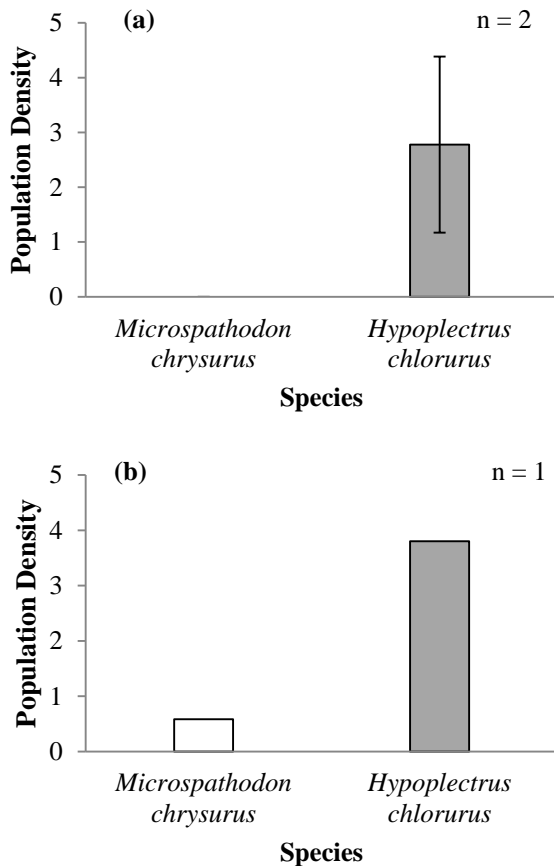 (a)
n = 2
Population Density
5
4
3
2
1
0
Microspathodon Hypoplectrus
chrysurus chlorurus
Species
(b)
n = 1
Population Density
5
4
3
2
1
0
Microspathodon Hypoplectrus
chrysurus chlorurus
Species